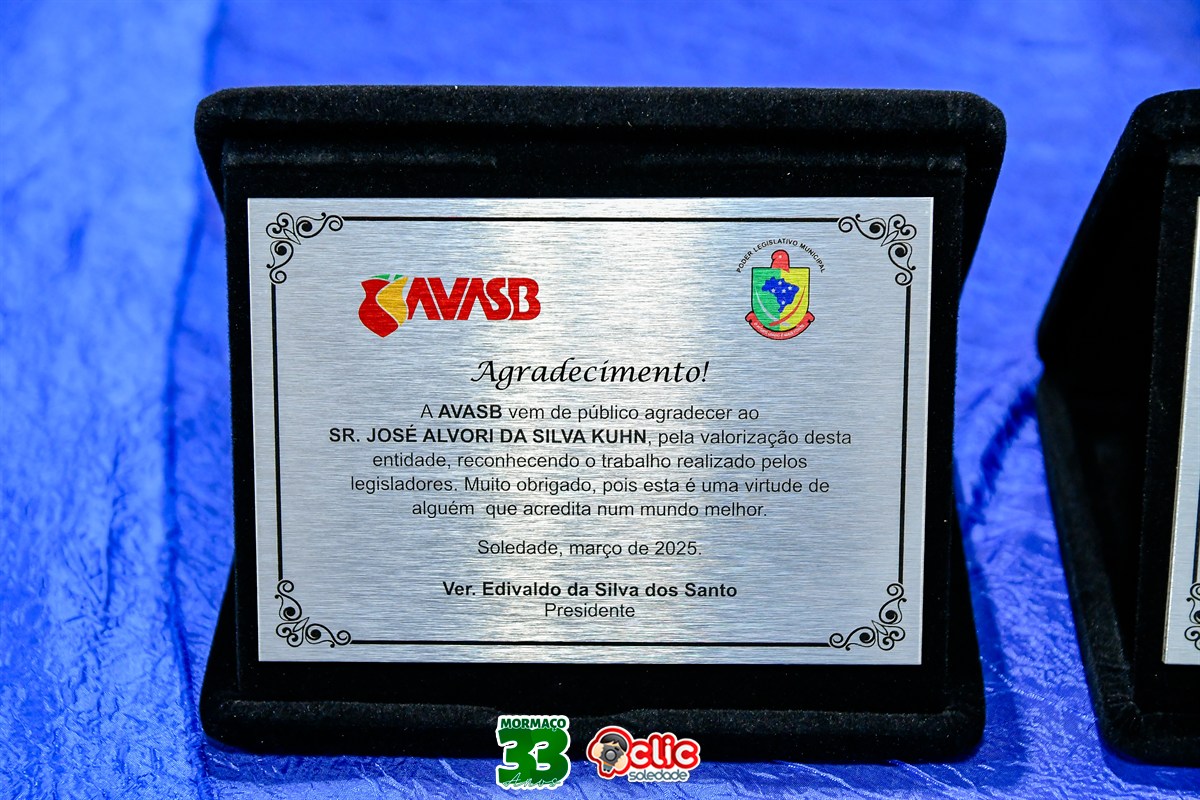 AVASB
PODER LEGISLATIVO MUNICIPAL
Agradecimento!
A AVASB vem de público agradecer ao
SR. JOSÉ ALVORI DA SILVA KUHN, pela valorização desta
entidade, reconhecendo o trabalho realizado pelos
legisladores. Muito obrigado, pois esta é uma virtude de
alguém que acredita num mundo melhor.
Soledade, março de 2025.
Ver. Edivaldo da Silva dos Santo
Presidente
MORMAÇO
33
Anos
clic
soledade